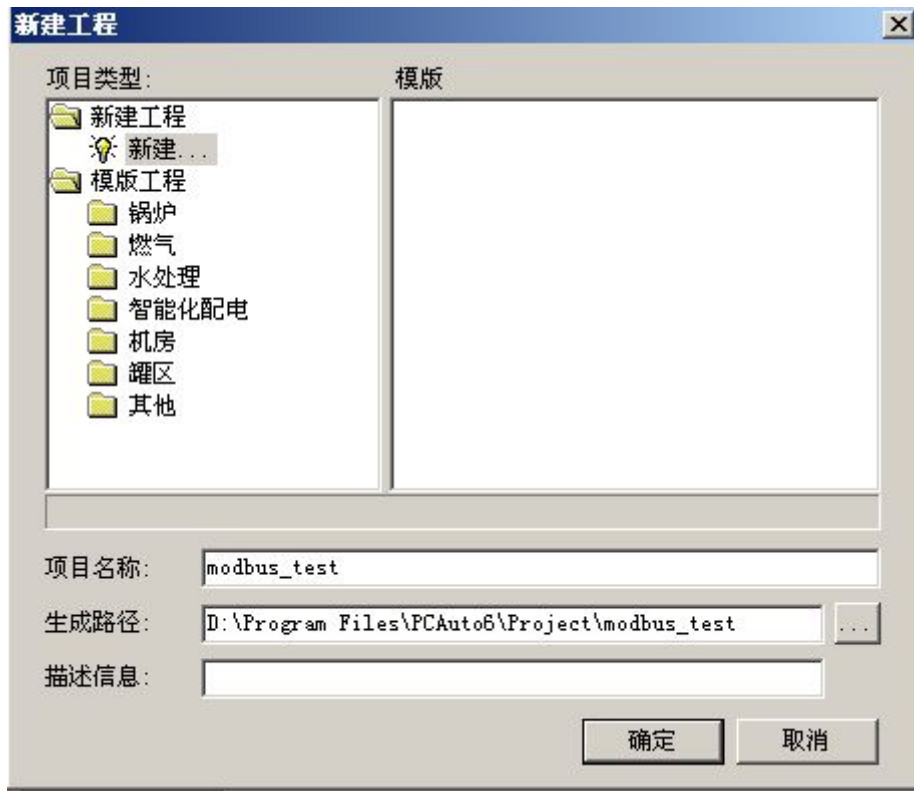 新建工程
项目类型: 模版
新建工程
新建...
模版工程
锅炉
燃气
水处理
智能化配电
机房
罐区
其他
项目名称: modbus_test
生成路径: D:\Program Files\PCAuto6\Project\modbus_test ...
描述信息:
确定 取消